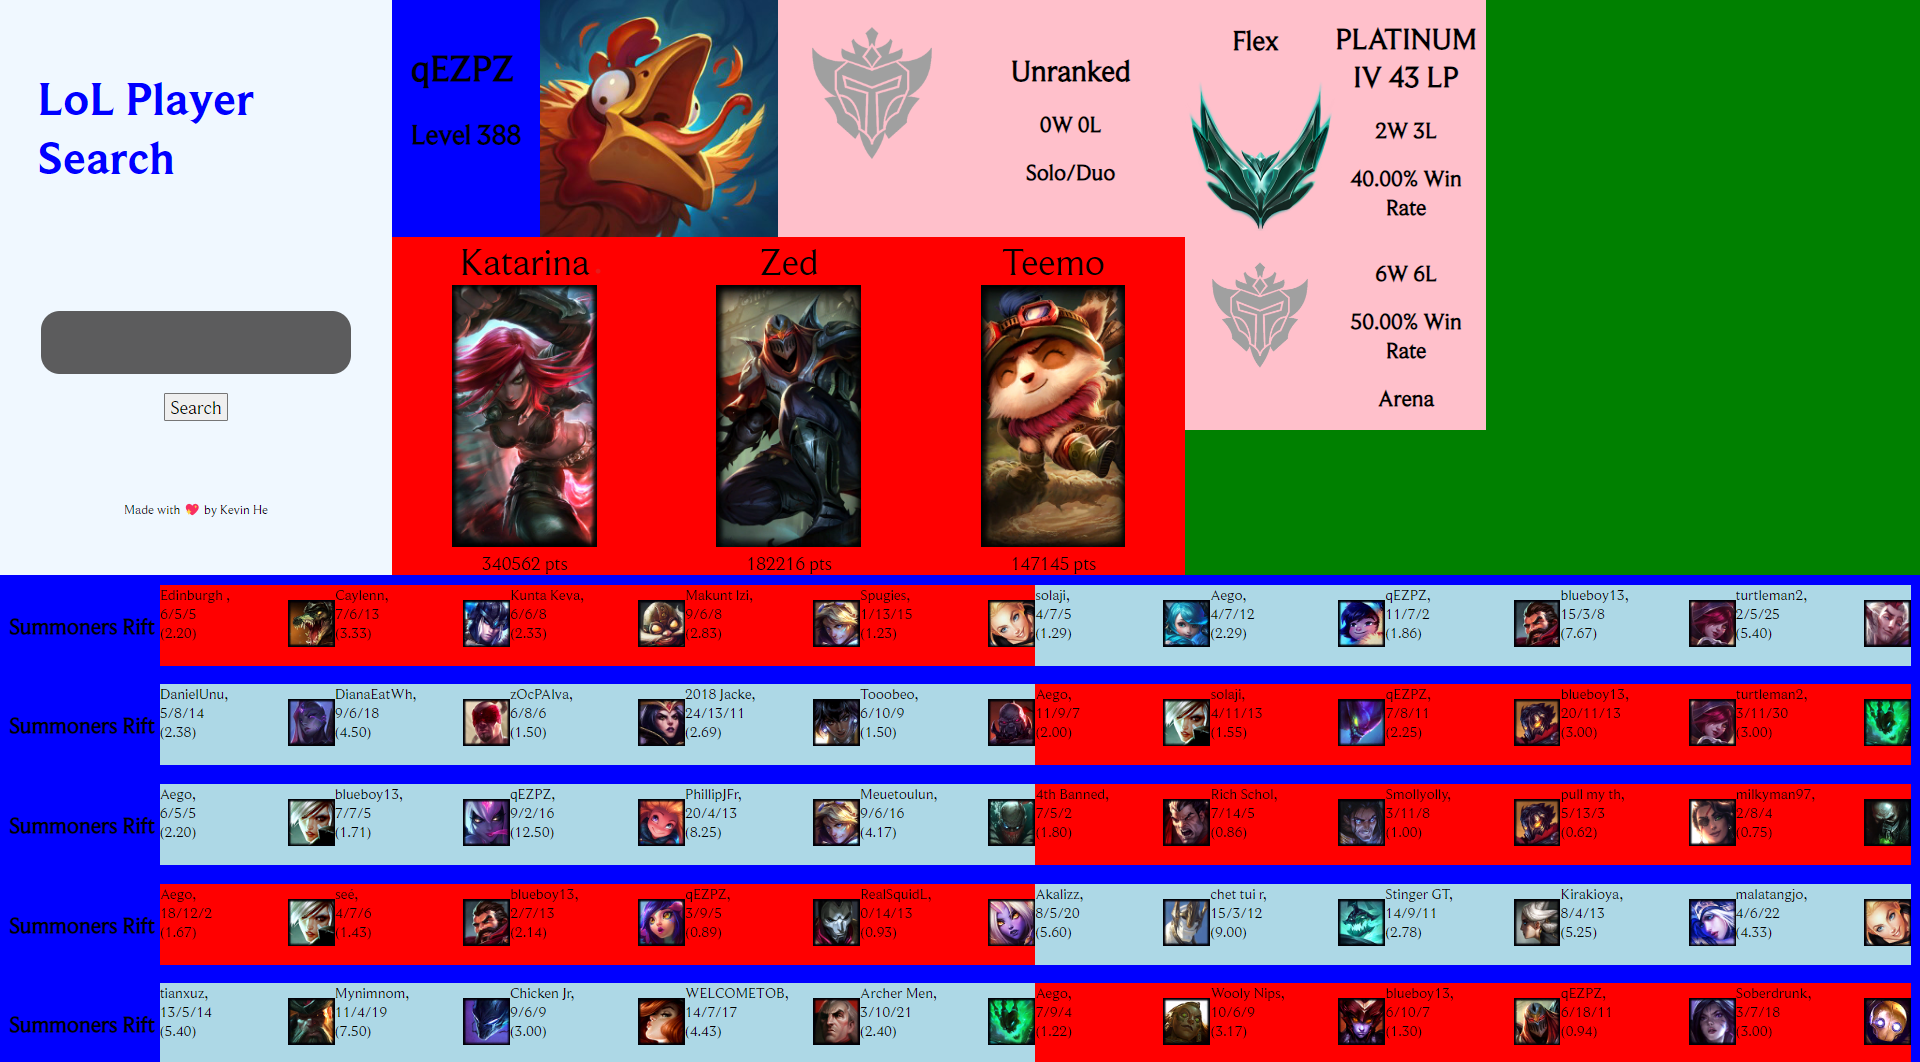 LoL Player
Search
Search
Made with 💖 by Kevin He
qEZPZ
Level 388
Unranked
0W 0L
Solo/Duo
Flex
PLATINUM
IV 43 LP
2W 3L
40.00% Win
Rate
6W 6L
50.00% Win
Rate
Arena
Katarina
340562 pts
Zed
182216 pts
Teemo
147145 pts
Summoners Rift
Edinburgh ,
6/5/5
(2.20)
Caylenn,
7/6/13
(3.33)
Kunta Keva,
6/6/8
(2.33)
Makunt Izi,
9/6/8
(2.83)
Spugies,
1/13/15
(1.23)
solaji,
4/7/5
(1.29)
Aego,
4/7/12
(2.29)
qEZPZ,
11/7/2
(1.86)
blueboy13,
15/3/8
(7.67)
turtleman2,
2/5/25
(5.40)
Summoners Rift
DanielUnu,
5/8/14
(2.38)
DianaEatWh,
9/6/18
(4.50)
zOcPAIva,
6/8/6
(1.50)
2018 Jacke,
24/13/11
(2.69)
Tooobeo,
6/10/9
(1.50)
Aego,
11/9/7
(2.00)
solaji,
4/11/13
(1.55)
qEZPZ,
7/8/11
(2.25)
blueboy13,
20/11/13
(3.00)
turtleman2,
3/11/30
(3.00)
Summoners Rift
Aego,
6/5/5
(2.20)
blueboy13,
7/7/5
(1.71)
qEZPZ,
9/2/16
(12.50)
PhillipJFr,
20/4/13
(8.25)
Meuetoulun,
9/6/16
(4.17)
4th Banned,
7/5/2
(1.80)
Rich Schol,
7/14/5
(0.86)
Smollyolly,
3/11/8
(1.00)
pull my th,
5/13/3
(0.62)
milkyman97,
2/8/4
(0.75)
Summoners Rift
Aego,
18/12/2
(1.67)
see,
4/7/6
(1.43)
blueboy13,
2/7/13
(2.14)
qEZPZ,
3/9/5
(0.89)
RealSquidL,
0/14/13
(0.93)
Akalizz,
8/5/20
(5.60)
chet tui r,
15/3/12
(9.00)
Stinger GT,
14/9/11
(2.78)
Kirakioya,
8/4/13
(5.25)
malatangjo,
4/6/22
(4.33)
Summoners Rift
tianxuz,
13/5/14
(5.40)
Mynimnom,
11/4/19
(7.50)
Chicken Jr,
9/6/9
(3.00)
WELCOMETOB,
14/7/17
(4.43)
Archer Men,
3/10/21
(2.40)
Aego,
7/9/4
(1.22)
Wooly Nips,
10/6/9
(3.17)
blueboy13,
6/10/7
(1.30)
qEZPZ,
6/18/11
(0.94)
Soberdrunk,
3/7/18
(3.00)